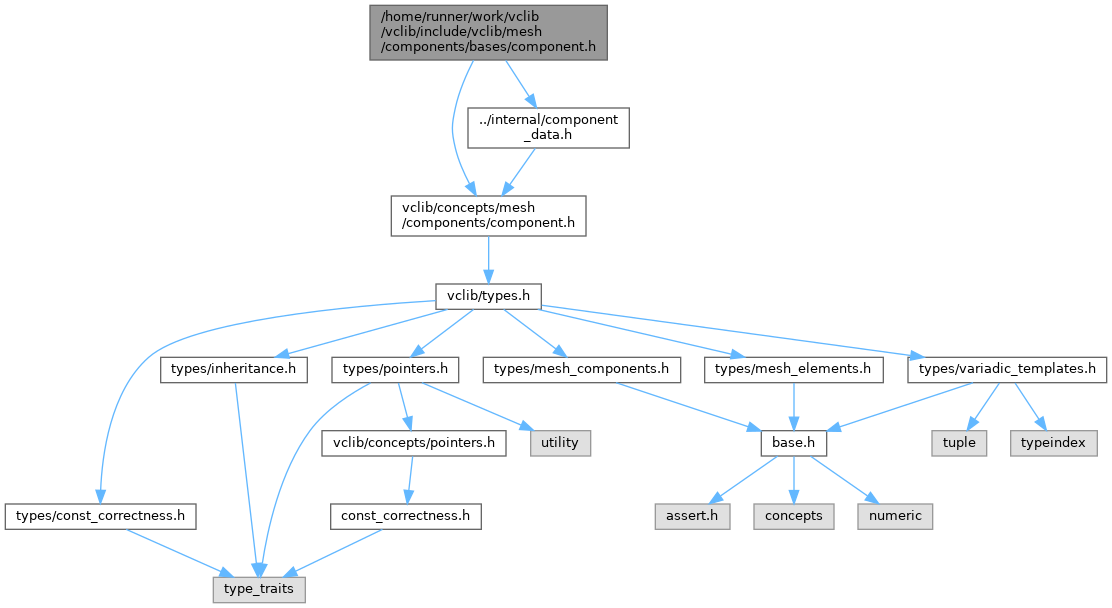 /home/runner/work/vclib
/vclib/include/vclib/mesh
/components/bases/component.h
../internal/component
_data.h
vclib/concepts/mesh
/components/component.h
vclib/types.h
types/inheritance.h
types/pointers.h
types/mesh_components.h
types/mesh_elements.h
types/variadic_templates.h
vclib/concepts/pointers.h
utility
base.h
tuple
typeindex
types/const_correctness.h
const_correctness.h
assert.h
concepts
numeric
type_traits